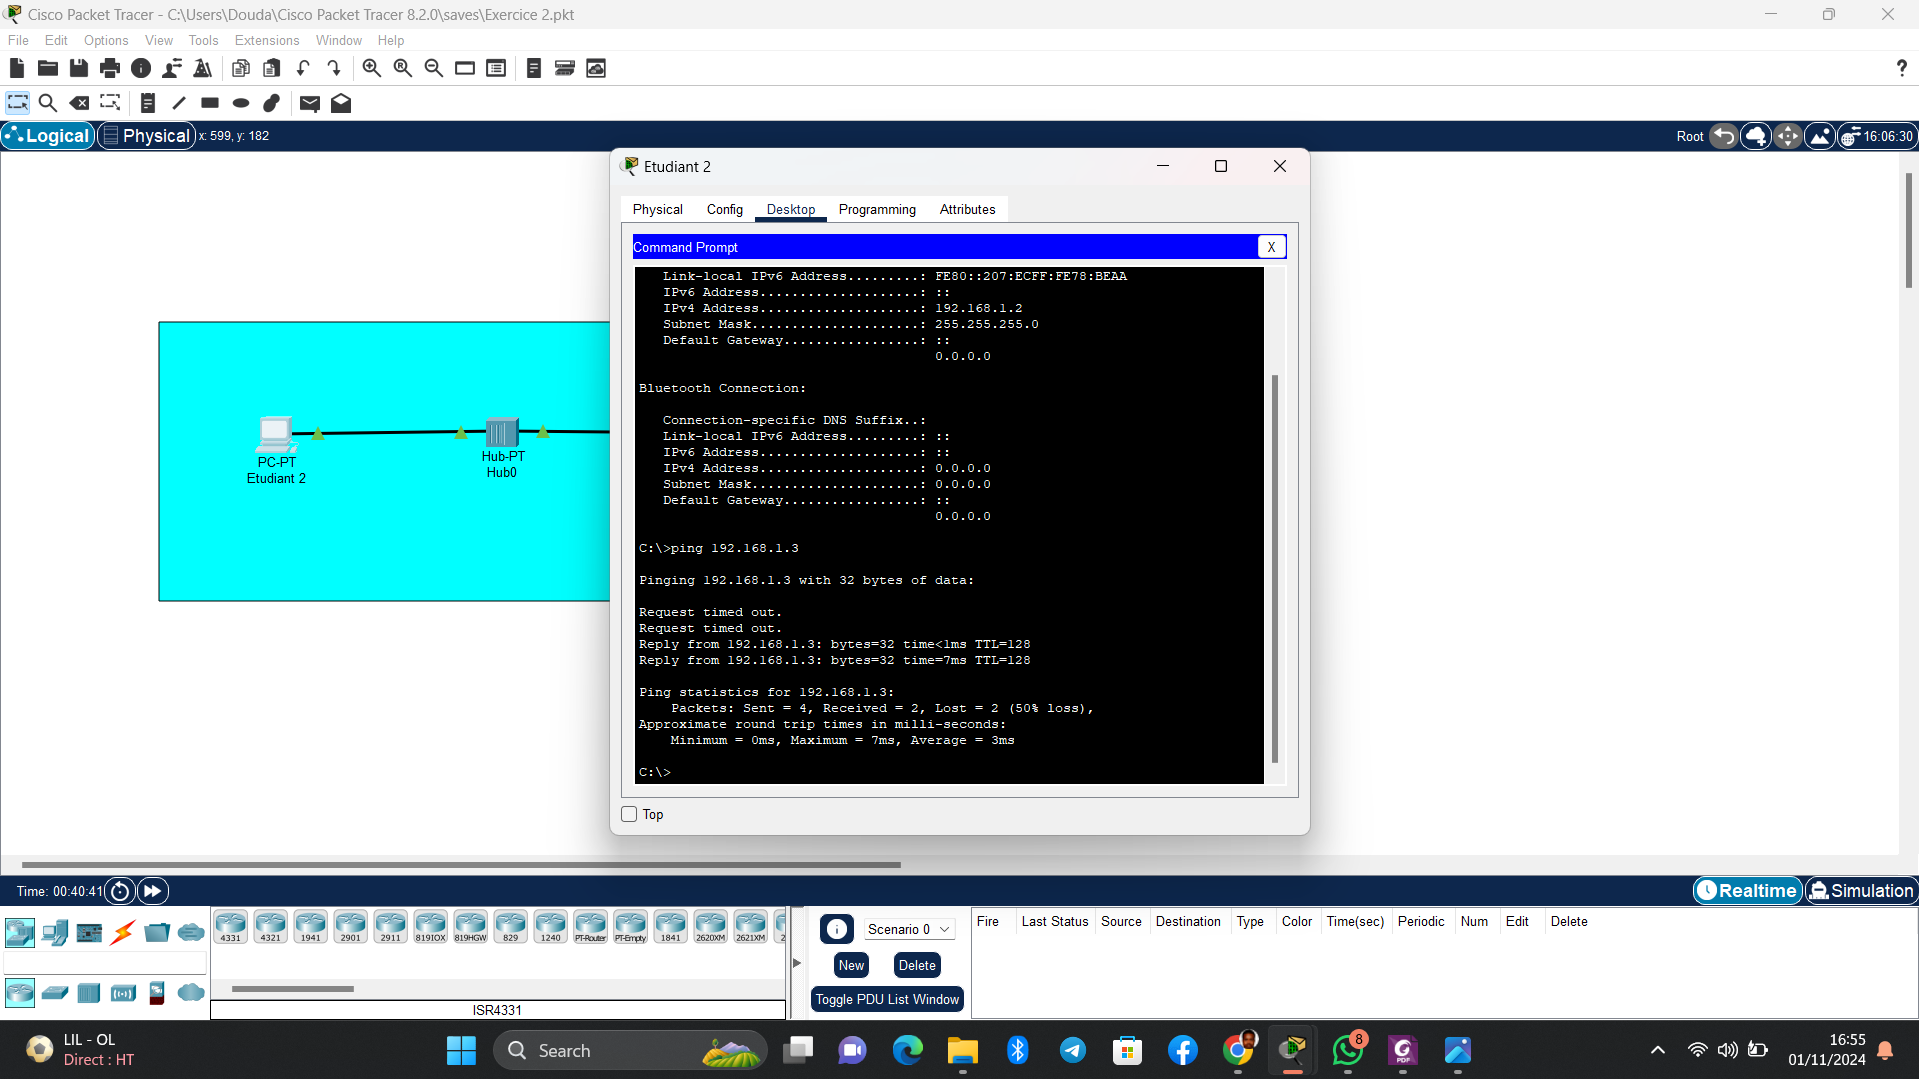 Cisco Packet Tracer - C:\Users\Douda\Cisco Packet Tracer 8.2.0\saves\Exercice 2.pkt
File Edit Options View Tools Extensions Window Help
?
Logical Physical x: 599, y: 182 Root 16:06:30
Etudiant 2
Physical Config Desktop Programming Attributes
Command Prompt X
Link-local IPv6 Address.........: FE80::207:ECFF:FE78:BEAA
IPv6 Address....................: ::
IPv4 Address....................: 192.168.1.2
Subnet Mask.....................: 255.255.255.0
Default Gateway.................: ::
0.0.0.0
Bluetooth Connection:
Connection-specific DNS Suffix..:
Link-local IPv6 Address.........: ::
IPv6 Address....................: ::
IPv4 Address....................: 0.0.0.0
Subnet Mask.....................: 0.0.0.0
Default Gateway.................: ::
0.0.0.0
C:\>ping 192.168.1.3
Pinging 192.168.1.3 with 32 bytes of data:
Request timed out.
Request timed out.
Reply from 192.168.1.3: bytes=32 time<1ms TTL=128
Reply from 192.168.1.3: bytes=32 time=7ms TTL=128
Ping statistics for 192.168.1.3:
Packets: Sent = 4, Received = 2, Lost = 2 (50% loss),
Approximate round trip times in milli-seconds:
Minimum = 0ms, Maximum = 7ms, Average = 3ms
C:\>
Top
PC-PT
Etudiant 2
Hub-PT
Hub0
Time: 00:40:41 Realtime Simulation
4331 4321 1941 2901 2911 819IOX 819HGW 829 1240 PT-Router PT-Empty 1841 2620XM 2621XM 2
ISR4331
Scenario 0
New Delete
Toggle PDU List Window
Fire Last Status Source Destination Type Color Time(sec) Periodic Num Edit Delete
LIL - OL
Direct : HT
Search
8
PDF
16:55
01/11/2024